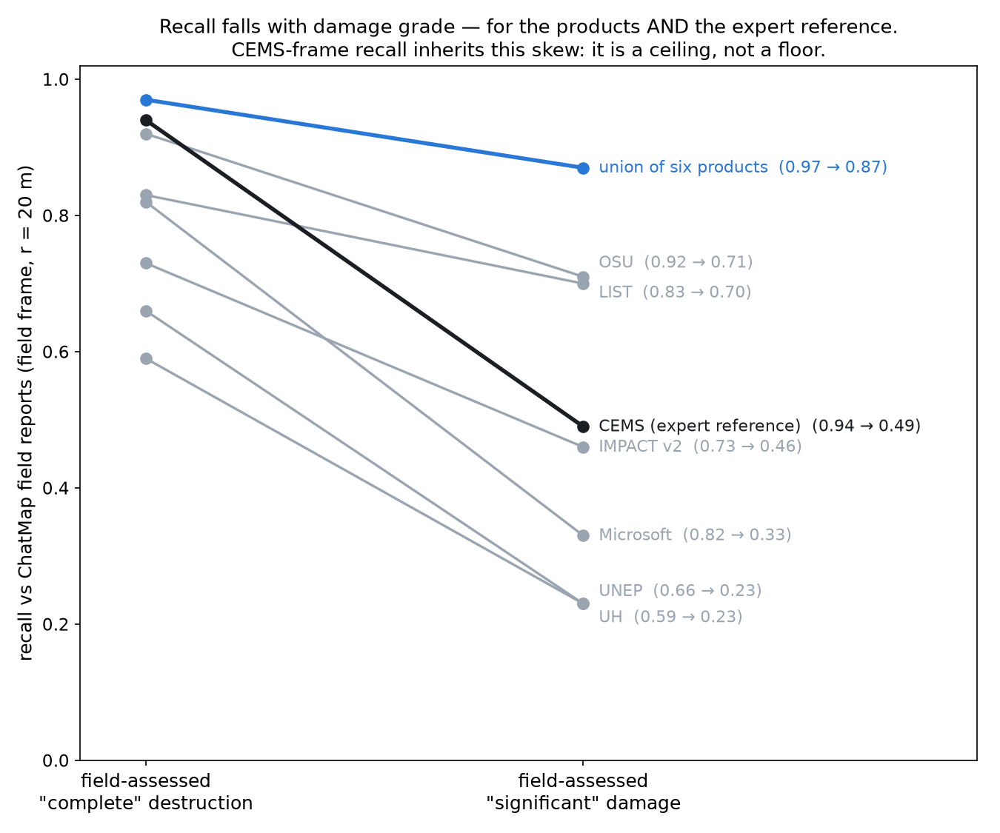 Recall falls with damage grade — for the products AND the expert reference.
CEMS-frame recall inherits this skew: it is a ceiling, not a floor.
recall vs ChatMap field reports (field frame, r = 20 m)
1.0
0.8
0.6
0.4
0.2
0.0
union of six products (0.97 → 0.87)
OSU (0.92 → 0.71)
LIST (0.83 → 0.70)
CEMS (expert reference) (0.94 → 0.49)
IMPACT v2 (0.73 → 0.46)
Microsoft (0.82 → 0.33)
UNEP (0.66 → 0.23)
UH (0.59 → 0.23)
field-assessed
"complete" destruction
field-assessed
"significant" damage